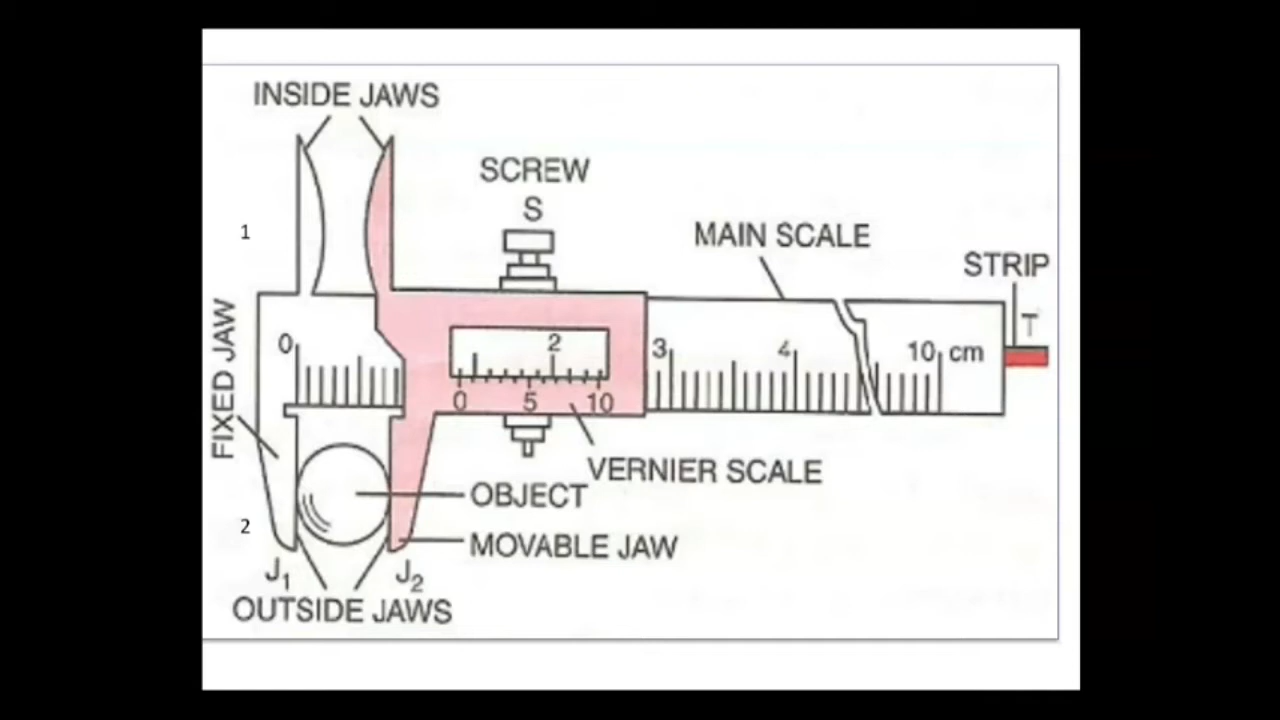 INSIDE JAWS
SCREW
S
1
MAIN SCALE
STRIP
T
FIXED JAW
0
2
3
4
10 cm
0 5 10
VERNIER SCALE
OBJECT
2
MOVABLE JAW
J1 J2
OUTSIDE JAWS